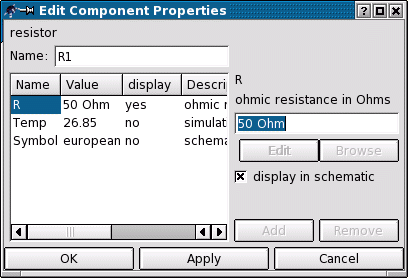 Edit Component Properties
resistor
Name: R1
Name Value display Descri
R 50 Ohm yes ohmic r
Temp 26.85 no simulat
Symbol european no schema
R
ohmic resistance in Ohms
50 Ohm
Edit Browse
display in schematic
Add Remove
OK Apply Cancel